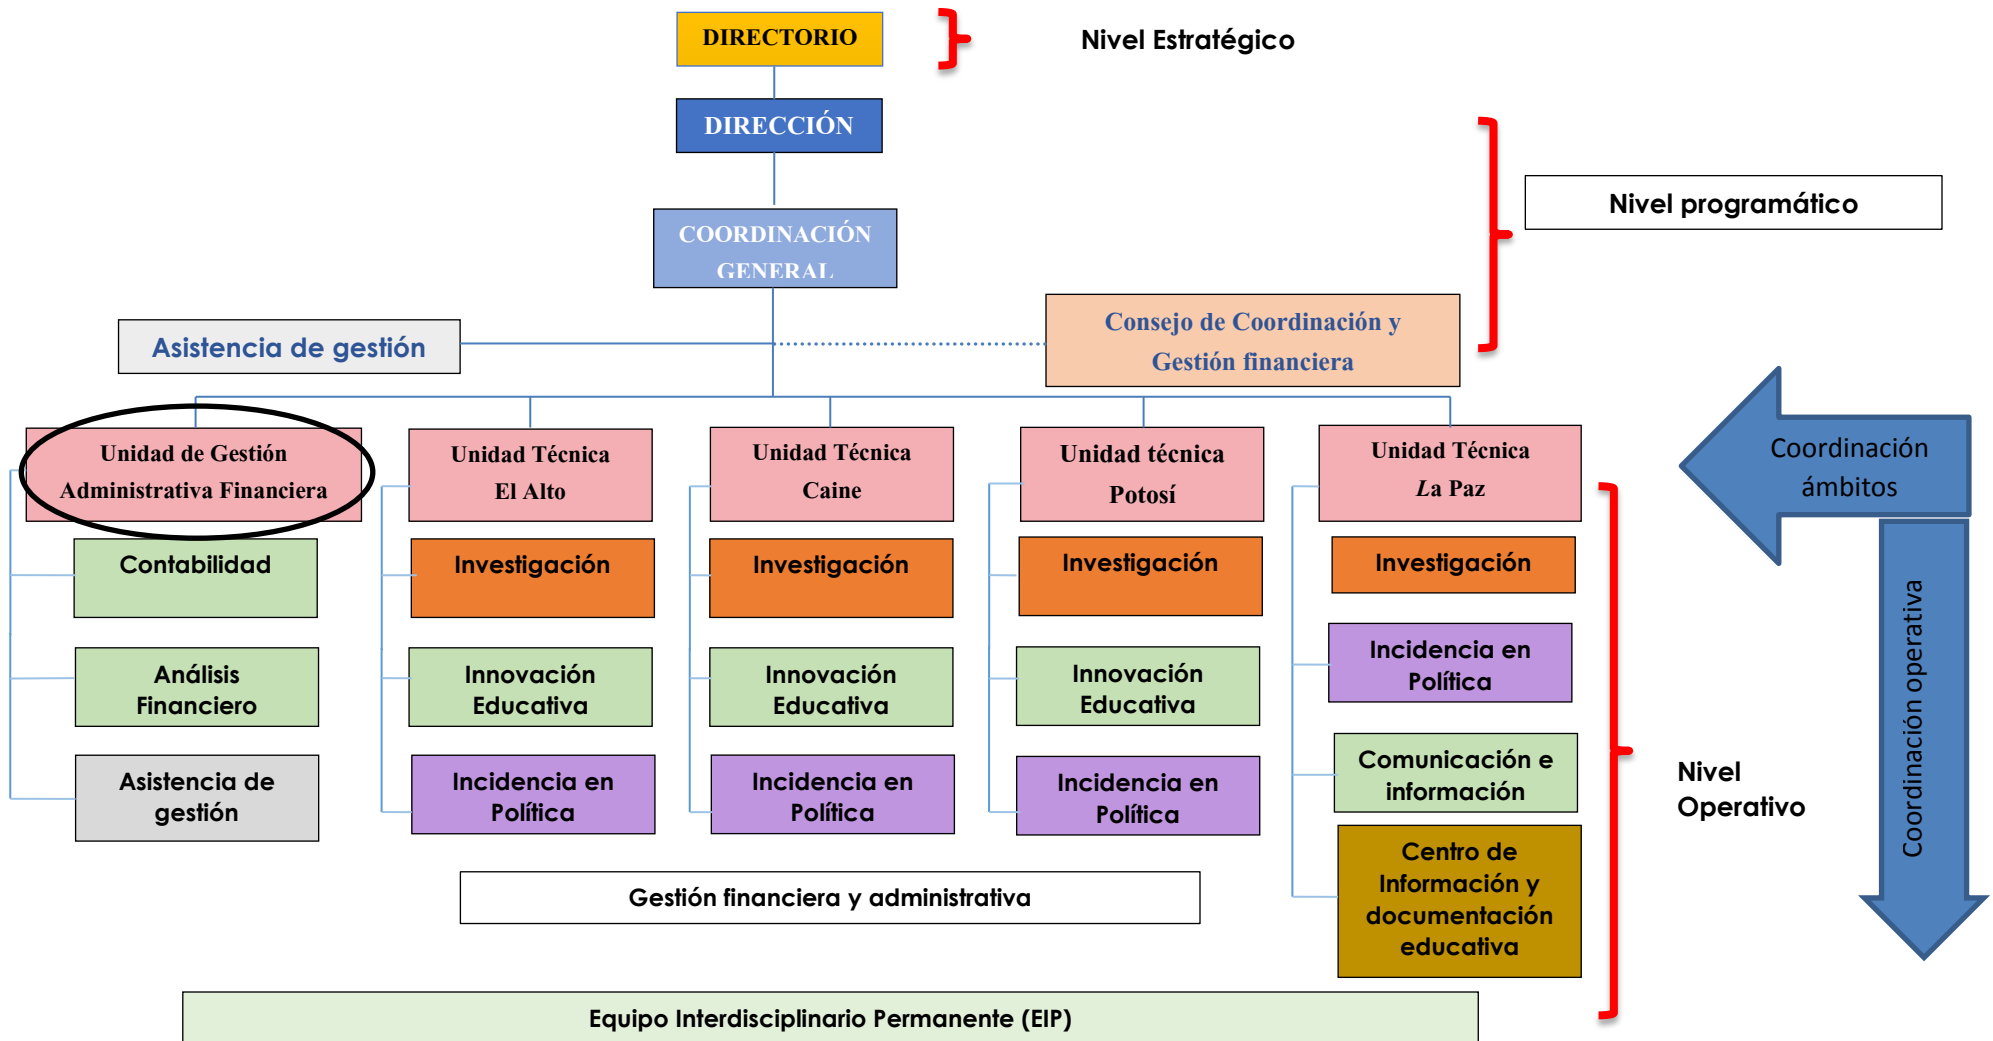 DIRECTORIO
Nivel Estratégico
DIRECCIÓN
Nivel programático
COORDINACIÓN
GENERAL
Asistencia de gestión
Consejo de Coordinación y
Gestión financiera
Unidad de Gestión
Administrativa Financiera
Unidad Técnica
El Alto
Unidad Técnica
Caine
Unidad técnica
Potosí
Unidad Técnica
La Paz
Coordinación
ámbitos
Contabilidad
Investigación
Investigación
Investigación
Investigación
Análisis
Financiero
Innovación
Educativa
Innovación
Educativa
Innovación
Educativa
Incidencia en
Política
Coordinación operativa
Asistencia de
gestión
Incidencia en
Política
Incidencia en
Política
Incidencia en
Política
Comunicación e
información
Nivel
Operativo
Centro de
Información y
documentación
educativa
Gestión financiera y administrativa
Equipo Interdisciplinario Permanente (EIP)